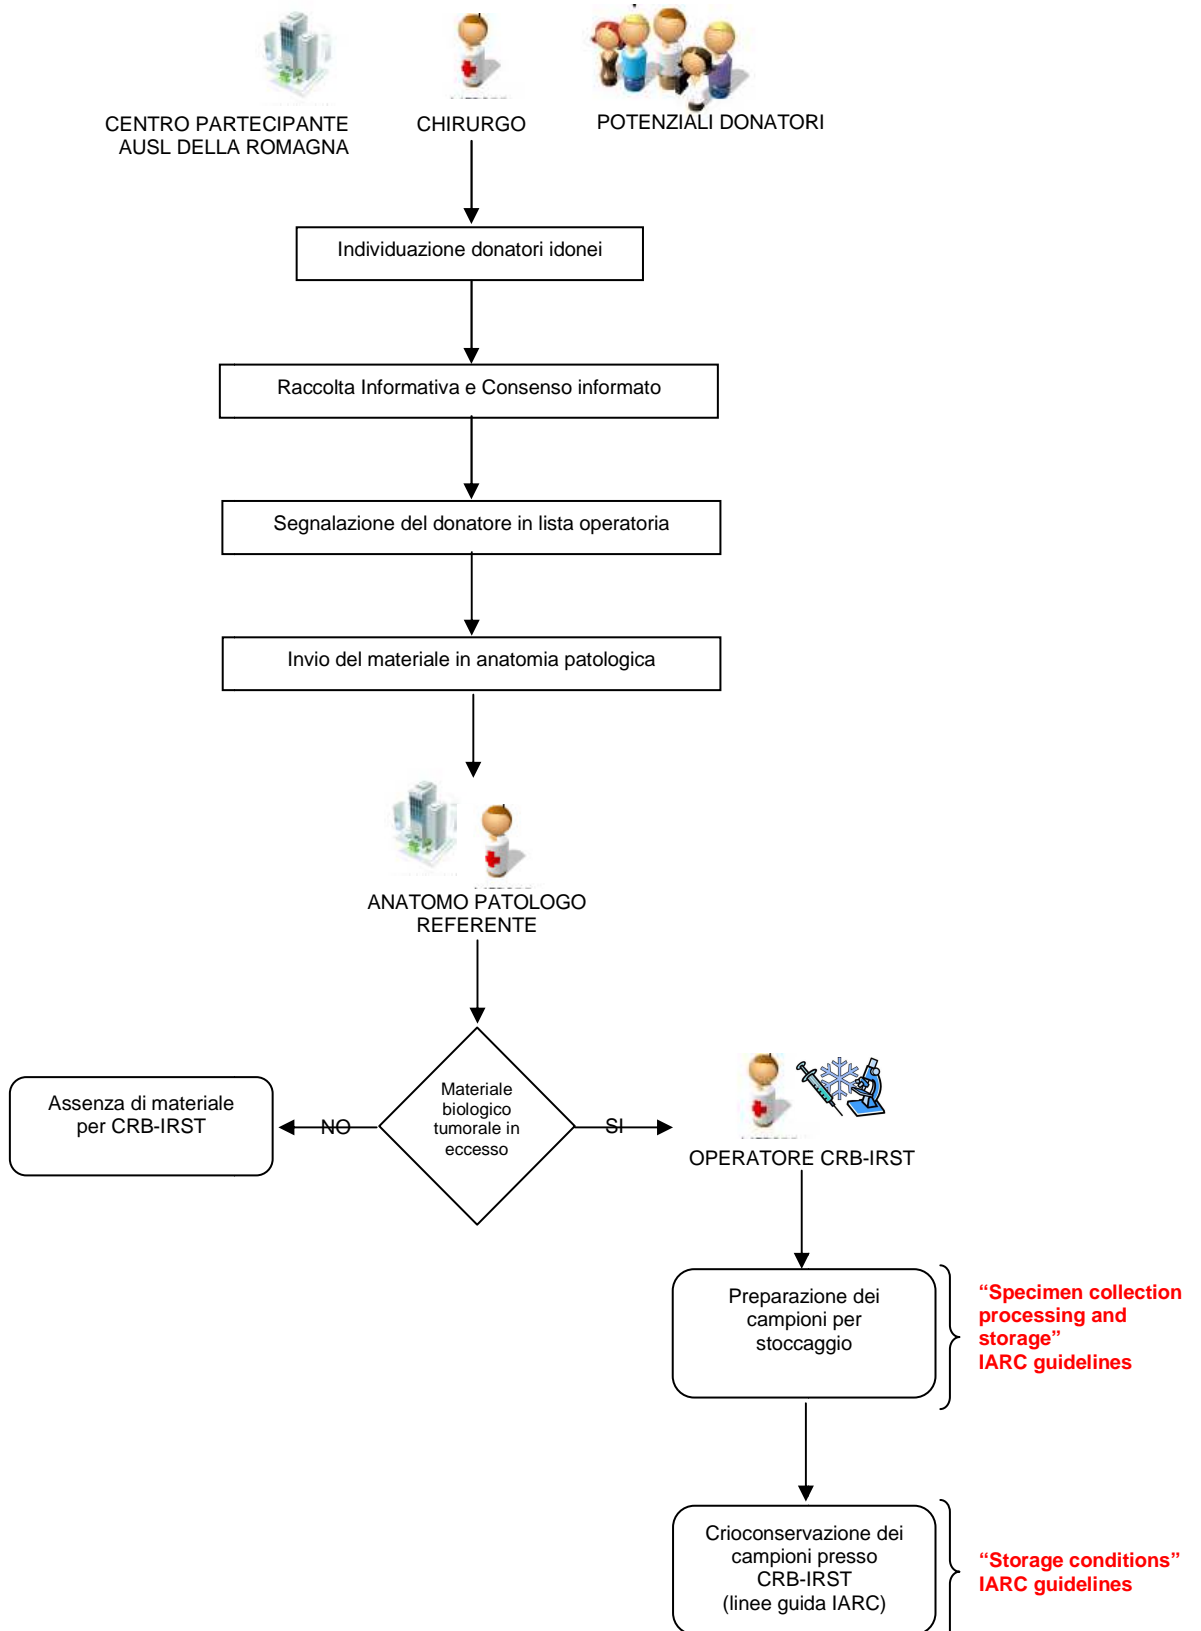 CENTRO PARTECIPANTE
AUSL DELLA ROMAGNA
CHIRURGO
POTENZIALI DONATORI
Individuazione donatori idonei
Raccolta Informativa e Consenso informato
Segnalazione del donatore in lista operatoria
Invio del materiale in anatomia patologica
ANATOMO PATOLOGO
REFERENTE
Materiale
biologico
tumorale in
eccesso
NO
SI
Assenza di materiale
per CRB-IRST
OPERATORE CRB-IRST
Preparazione dei
campioni per
stoccaggio
“Specimen collection
processing and
storage”
IARC guidelines
Crioconservazione dei
campioni presso
CRB-IRST
(linee guida IARC)
“Storage conditions”
IARC guidelines